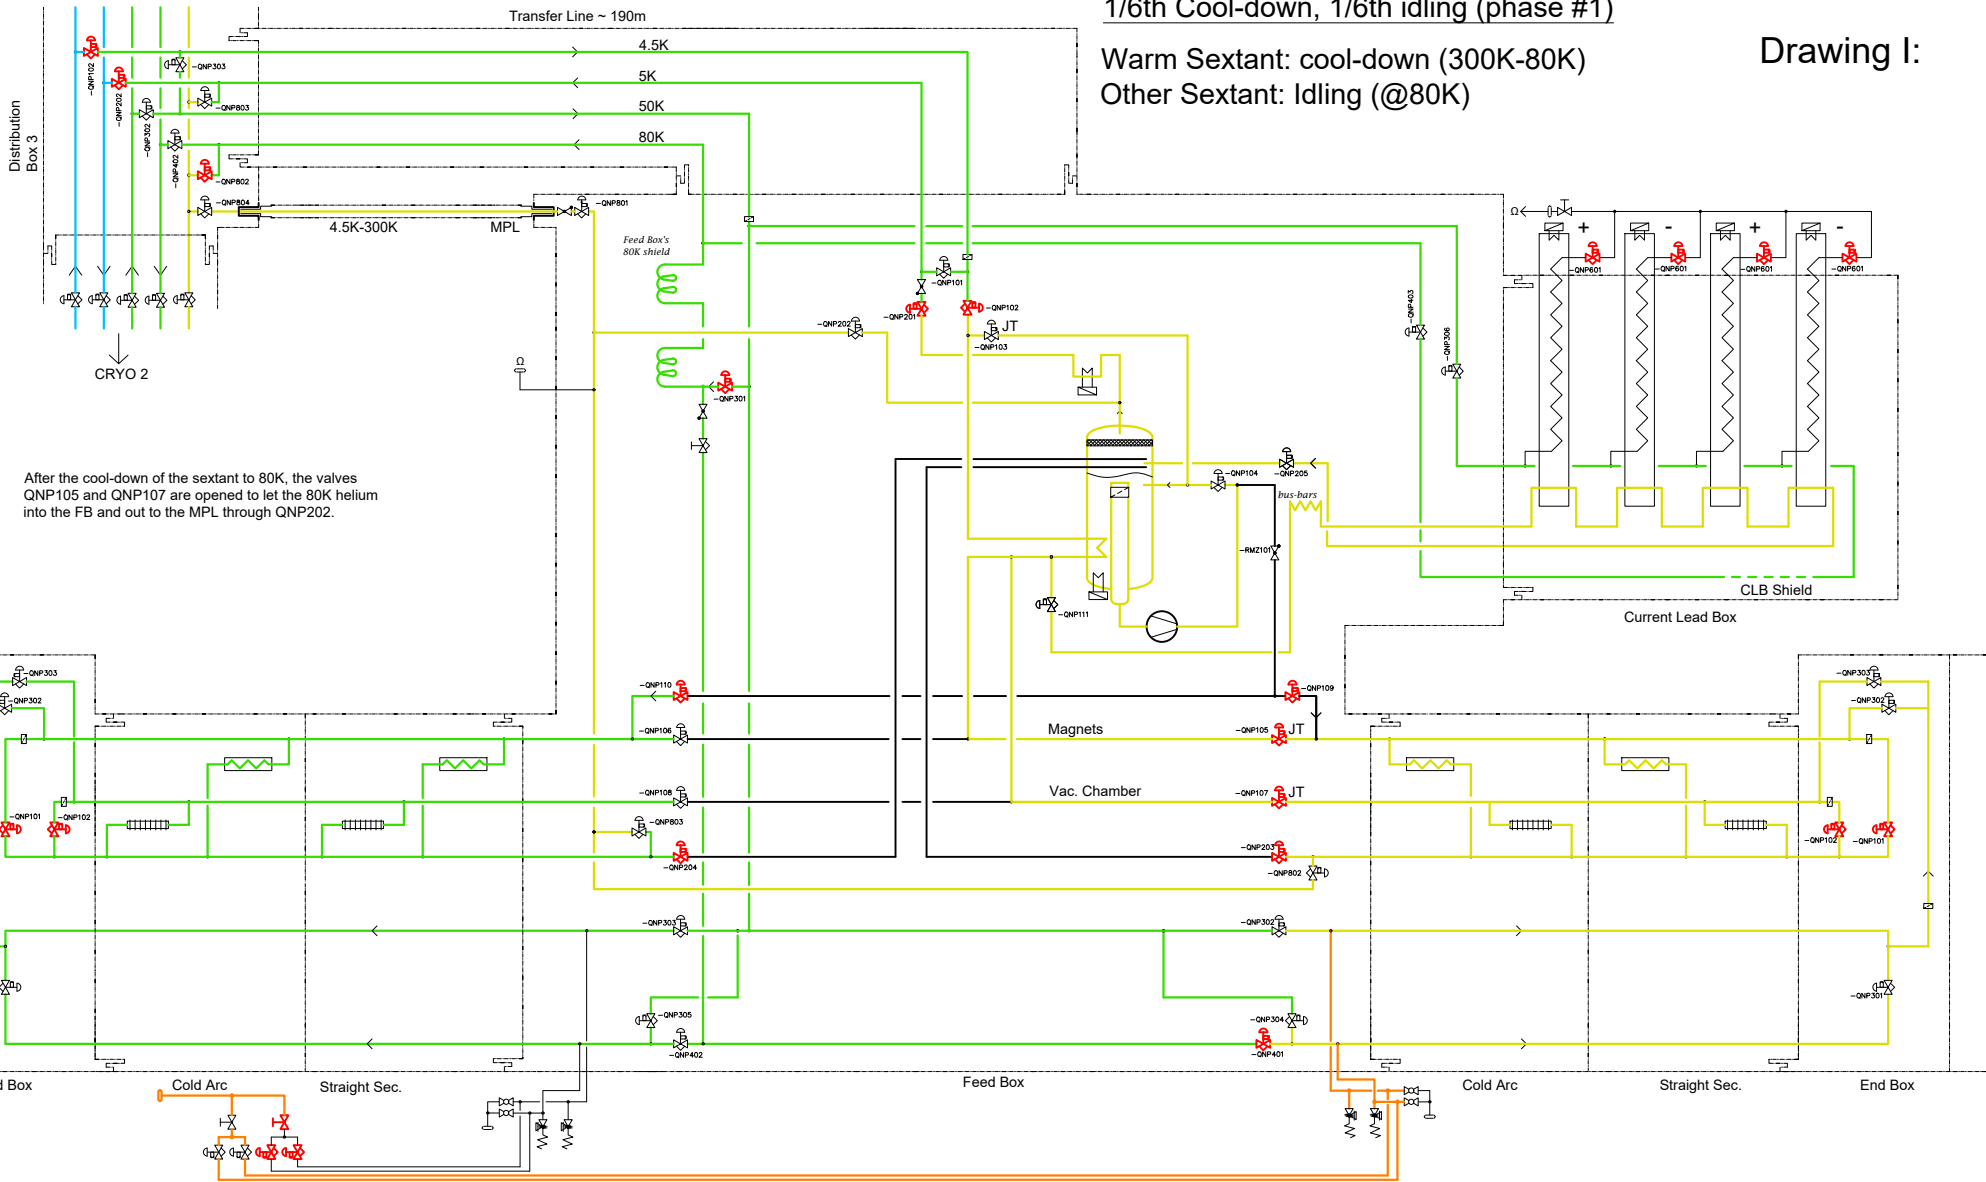 1/6th Cool-down, 1/6th idling (phase #1)
Warm Sextant: cool-down (300K-80K)
Other Sextant: Idling (@80K)
Drawing I:
Transfer Line ~ 190m
4.5K
5K
50K
80K
Distribution
Box 3
-QNP102
-QNP202
-QNP302
-QNP402
-QNP303
-QNP803
-QNP802
-QNP804
4.5K-300K
MPL
-QNP801
CRYO 2
Feed Box's
80K shield
Ω
-QNP202
-QNP301
-QNP101
-QNP201
-QNP102
JT
-QNP103
Ω
+
-
+
-
-QNP601
-QNP601
-QNP601
-QNP601
-QNP403
-QNP306
After the cool-down of the sextant to 80K, the valves
QNP105 and QNP107 are opened to let the 80K helium
into the FB and out to the MPL through QNP202.
-QNP104
-QNP205
bus-bars
-RMZ101
-QNP111
CLB Shield
Current Lead Box
-QNP303
-QNP302
-QNP101
-QNP102
-QNP110
-QNP106
-QNP108
-QNP803
-QNP204
Magnets
Vac. Chamber
-QNP109
-QNP105
JT
-QNP107
JT
-QNP203
-QNP802
-QNP303
-QNP302
-QNP102
-QNP101
-QNP303
-QNP302
-QNP305
-QNP402
-QNP304
-QNP401
-QNP301
d Box
Cold Arc
Straight Sec.
Feed Box
Cold Arc
Straight Sec.
End Box